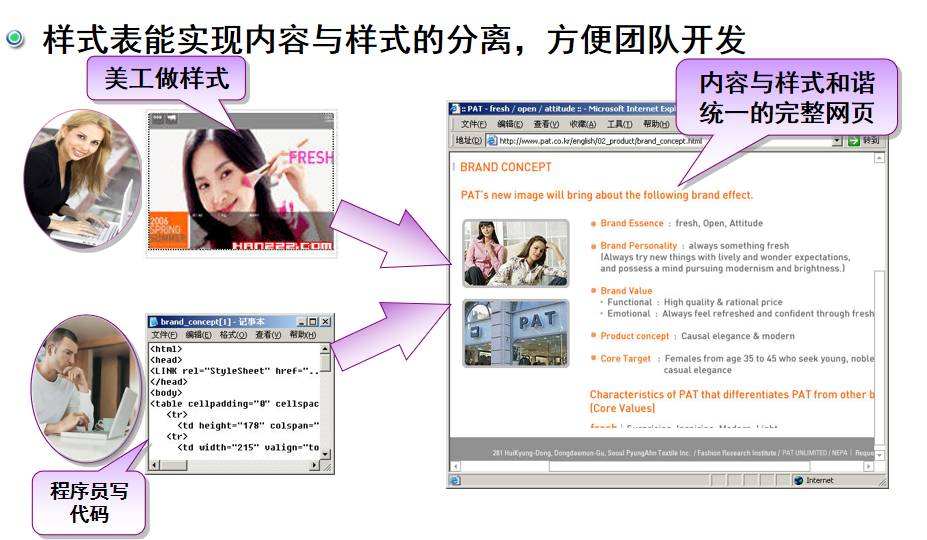 样式表能实现内容与样式的分离，方便团队开发
美工做样式
FRESH
2006
SPRING
SUMMER
HAN222.COM
程序员写
代码
brand_concept[1] - 记事本
文件(F) 编辑(E) 格式(O) 查看(V) 帮助(H)
<html>
<head>
<LINK rel="StyleSheet" href="..
</head>
<body>
<table cellpadding="0" cellspac
<tr>
<td height="178" colspan="
<tr>
<td width="215" valign="to
内容与样式和谐
统一的完整网页
:: PAT - fresh / open / attitude :: - Microsoft Internet Expl
文件(F) 编辑(E) 查看(V) 收藏(A) 工具(T) 帮助(H)
地址(D) http://www.pat.co.kr/english/02_product/brand_concept.html 转到
BRAND CONCEPT
PAT's new image will bring about the following brand effect.
Brand Essence : fresh, Open, Attitude
Brand Personality : always something fresh
(Always try new things with lively and wonder expectations,
and possess a mind pursuing modernism and brightness.)
Brand Value
Functional : High quality & rational price
Emotional : Always feel refreshed and confident through fresh
Product concept : Causal elegance & modern
Core Target : Females from age 35 to 45 who seek young, noble
casual elegance
PAT
Characteristics of PAT that differentiates PAT from other b
(Core Values)
fresh | Surprising, Inspiring, Modern, Light
281 HuiKyung-Dong, Dongdaemon-Gu, Seoul PyungAhn Textile Inc. / Fashion Research Institute / PAT UNLIMITED / NEPA | Reque
Internet